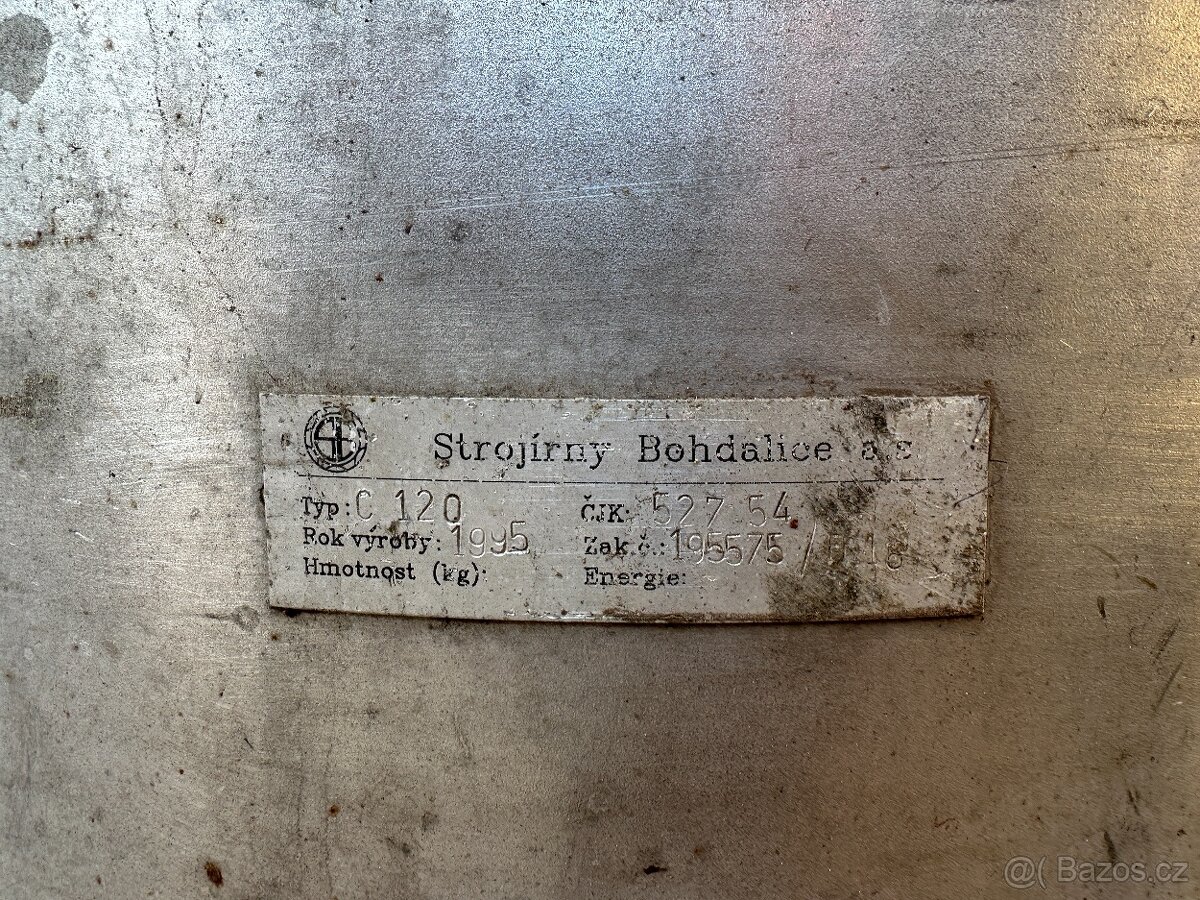 Strojírny Bohdalice a.s
Typ: C 120
ČJK: 527 54
Rok výroby: 1995
Zak.č.: 195575 /
Hmotnost (kg):
Energie:
@( Bazos.cz